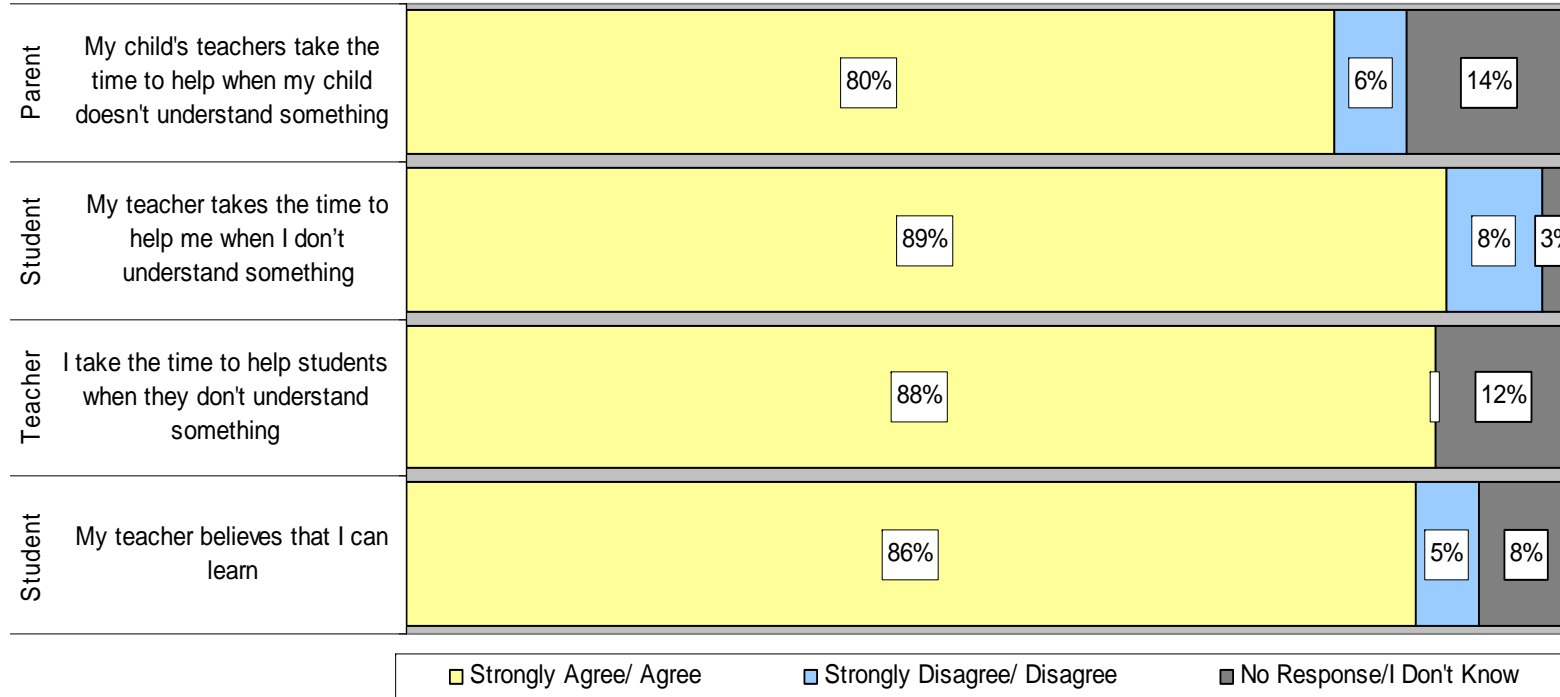 Parent
My child's teachers take the
time to help when my child
doesn't understand something
80%
6%
14%
Student
My teacher takes the time to
help me when I don’t
understand something
89%
8%
3%
Teacher
I take the time to help students
when they don't understand
something
88%
12%
Student
My teacher believes that I can
learn
86%
5%
8%
Strongly Agree/ Agree
Strongly Disagree/ Disagree
No Response/I Don't Know